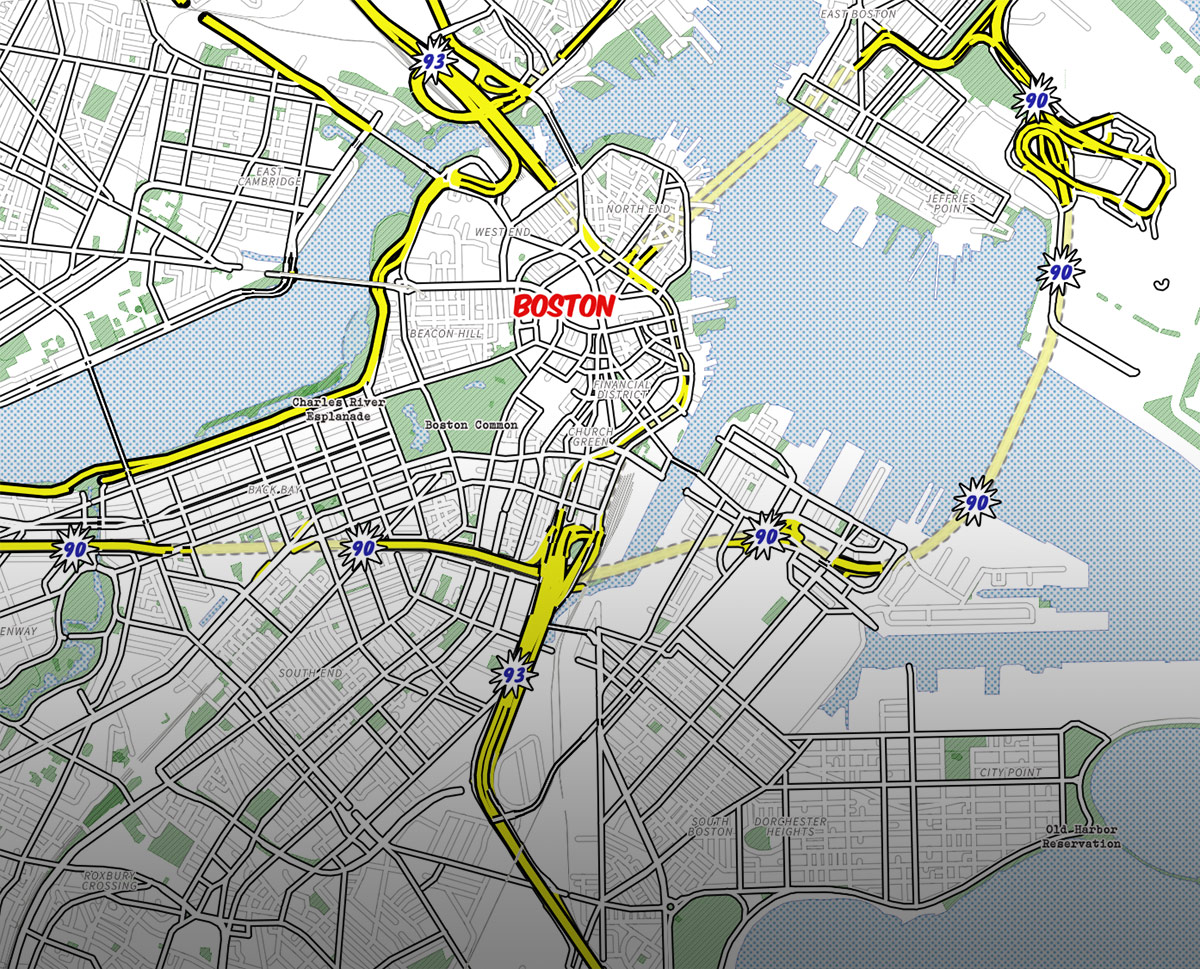 EAST BOSTON
93
90
EAST
CAMBRIDGE
JEFFRIES
POINT
NORTH END
WEST END
90
BOSTON
BEACON HILL
FINANCIAL
DISTRICT
Charles River
Esplanade
Boston Common
CHURCH
GREEN
BACK BAY
90
90
90
90
ENWAY
SOUTH END
93
CITY POINT
SOUTH
BOSTON
DORCHESTER
HEIGHTS
Old Harbor
Reservation
ROXBURY
CROSSING